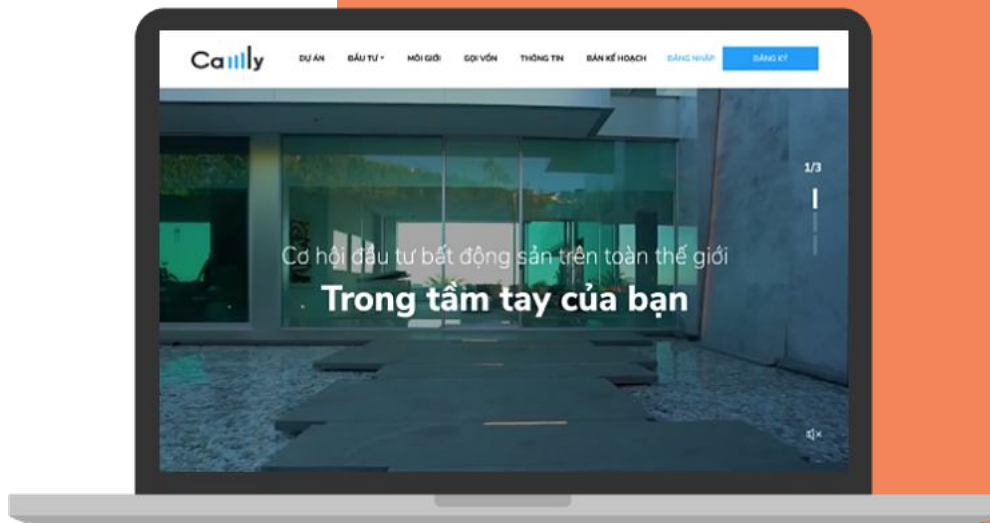 Camly
DỰ ÁN ĐẦU TƯ MÔI GIỚI GỌI VỐN THÔNG TIN BẢN KẾ HOẠCH ĐĂNG NHẬP ĐĂNG KÝ
1/3
Cơ hội đầu tư bất động sản trên toàn thế giới
Trong tầm tay của bạn